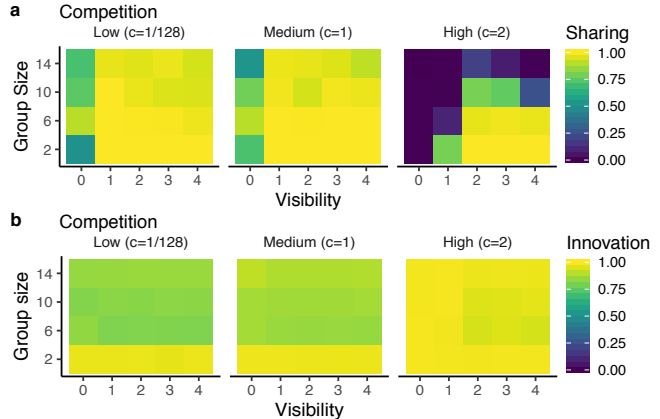 a
Competition
Low (c=1/128) Medium (c=1) High (c=2) Sharing
Group Size
14
10
6
2
0 1 2 3 4 0 1 2 3 4 0 1 2 3 4
Visibility
1.00
0.75
0.50
0.25
0.00
b
Competition
Low (c=1/128) Medium (c=1) High (c=2) Innovation
Group size
14
10
6
2
0 1 2 3 4 0 1 2 3 4 0 1 2 3 4
Visibility
1.00
0.75
0.50
0.25
0.00